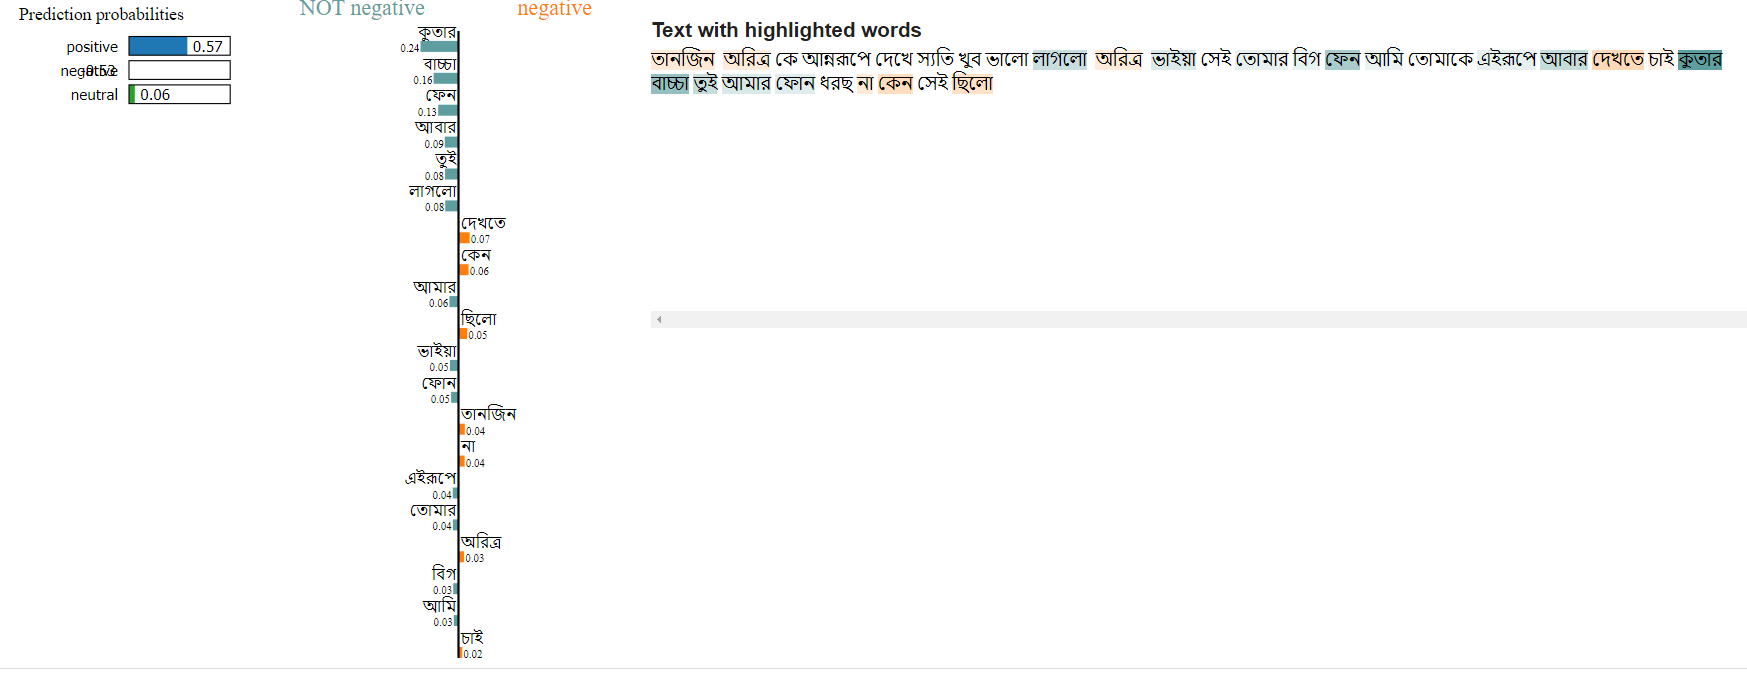 Prediction probabilities
positive 0.57
negative -0.53
neutral 0.06
NOT negative negative
কুতার
0.24
বাচ্চা
0.16
ফেন
0.13
আবার
0.09
তুই
0.08
লাগলো
0.08
দেখতে
0.07
কেন
0.06
আমার
0.06
ছিলো
0.05
ভাইয়া
0.05
ফোন
0.05
তানজিন
0.04
না
0.04
এইরূপে
0.04
তোমার
0.04
অরিত্র
0.03
বিগ
0.03
আমি
0.03
চাই
0.02
Text with highlighted words
তানজিন অরিত্র কে আন্নরূপে দেখে স্যতি খুব ভালো লাগলো অরিত্র ভাইয়া সেই তোমার বিগ ফেন আমি তোমাকে এইরূপে আবার দেখতে চাই কুতার
বাচ্চা তুই আমার ফোন ধরছ না কেন সেই ছিলো